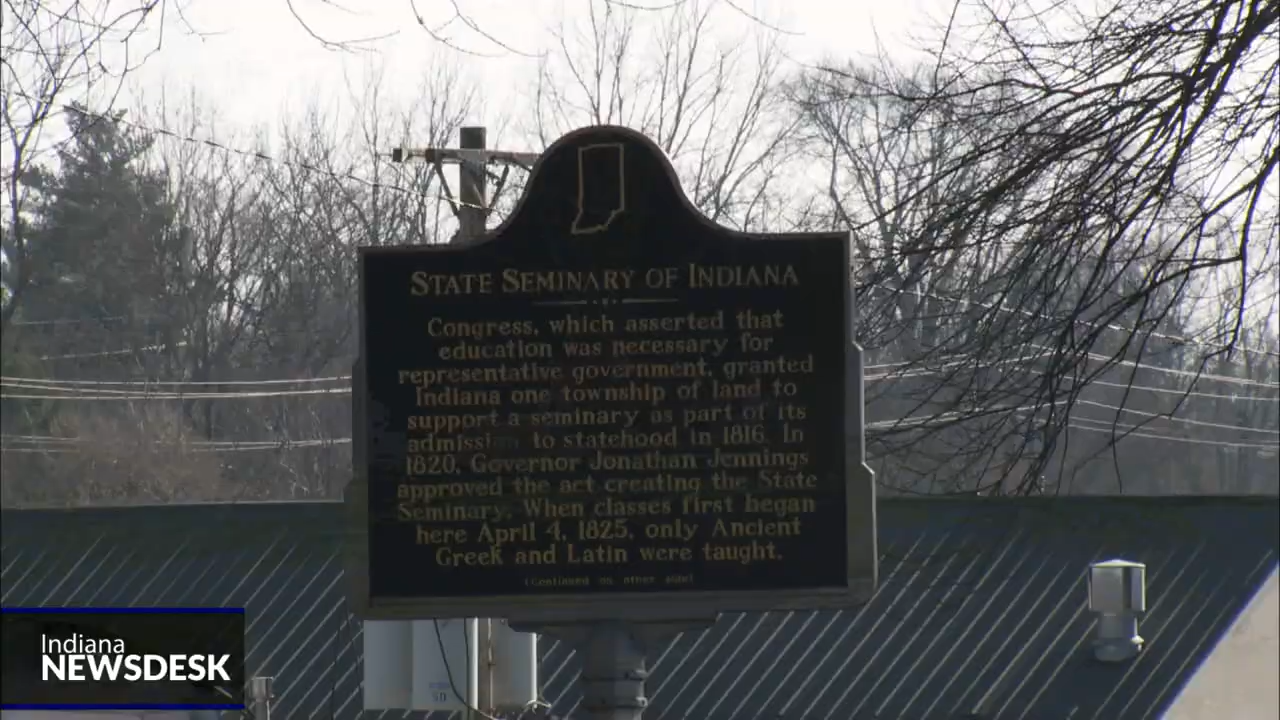 STATE SEMINARY OF INDIANA
Congress, which asserted that
education was necessary for
representative government, granted
Indiana one township of land to
support a seminary as part of its
admission to statehood in 1816. In
1820, Governor Jonathan Jennings
approved the act creating the State
Seminary. When classes first began
here April 4, 1825, only Ancient
Greek and Latin were taught.
(Continued on other side)
Indiana
NEWSDESK
50